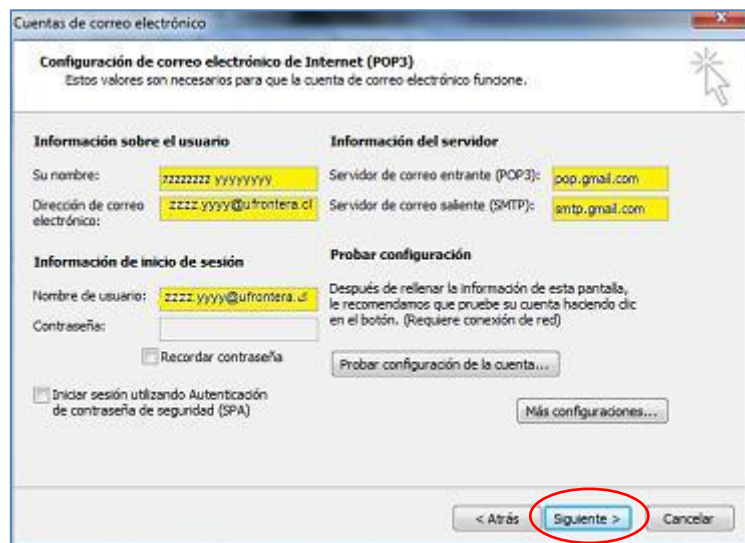 Cuentas de correo electrónico
Configuración de correo electrónico de Internet (POP3)
Estos valores son necesarios para que la cuenta de correo electrónico funcione.
Información sobre el usuario
Su nombre: zzzzzzzz yyyyyyyy
Dirección de correo electrónico: zzzz.yyyy@ufrontera.cl
Información de inicio de sesión
Nombre de usuario: zzzz.yyyy@ufrontera.cl
Contraseña:
Recordar contraseña
Iniciar sesión utilizando Autenticación
de contraseña de seguridad (SPA)
Información del servidor
Servidor de correo entrante (POP3): pop.gmail.com
Servidor de correo saliente (SMTP): smtp.gmail.com
Probar configuración
Después de rellenar la información de esta pantalla,
le recomendamos que pruebe su cuenta haciendo clic
en el botón. (Requiere conexión de red)
Probar configuración de la cuenta...
Más configuraciones...
< Atrás
Siguiente >
Cancelar